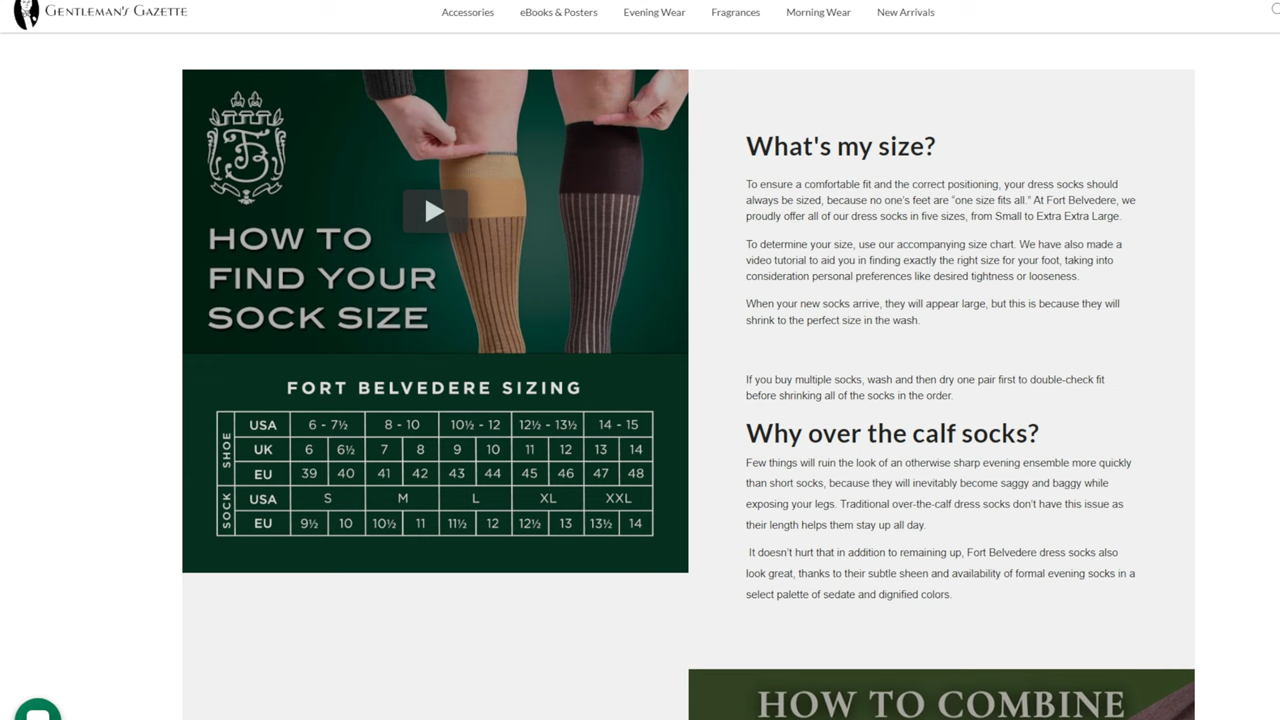 GENTLEMAN'S GAZETTE
Accessories eBooks & Posters Evening Wear Fragrances Morning Wear New Arrivals
HOW TO
FIND YOUR
SOCK SIZE
FORT BELVEDERE SIZING
SHOE
USA 6 - 7½ 8 - 10 10½ - 12 12½ - 13½ 14 - 15
UK 6 6½ 7 8 9 10 11 12 13 14
EU 39 40 41 42 43 44 45 46 47 48
SOCK
USA S M L XL XXL
EU 9½ 10 10½ 11 11½ 12 12½ 13 13½ 14
What's my size?
To ensure a comfortable fit and the correct positioning, your dress socks should
always be sized, because no one's feet are “one size fits all.” At Fort Belvedere, we
proudly offer all of our dress socks in five sizes, from Small to Extra Extra Large.
To determine your size, use our accompanying size chart. We have also made a
video tutorial to aid you in finding exactly the right size for your foot, taking into
consideration personal preferences like desired tightness or looseness.
When your new socks arrive, they will appear large, but this is because they will
shrink to the perfect size in the wash.
If you buy multiple socks, wash and then dry one pair first to double-check fit
before shrinking all of the socks in the order.
Why over the calf socks?
Few things will ruin the look of an otherwise sharp evening ensemble more quickly
than short socks, because they will inevitably become saggy and baggy while
exposing your legs. Traditional over-the-calf dress socks don’t have this issue as
their length helps them stay up all day.
It doesn’t hurt that in addition to remaining up, Fort Belvedere dress socks also
look great, thanks to their subtle sheen and availability of formal evening socks in a
select palette of sedate and dignified colors.
HOW TO COMBINE